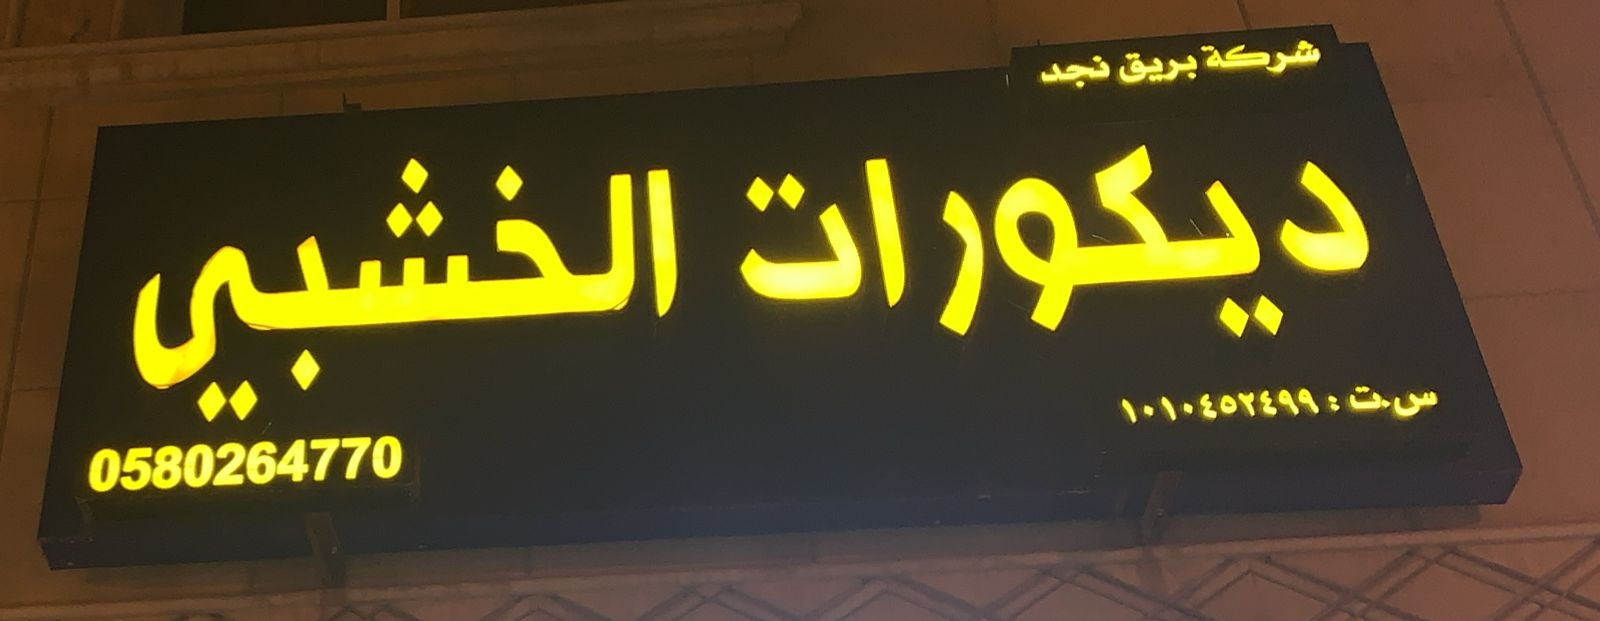 شركة بريق نجد
ديكورات الخشبي
س.ت : ١٠١٠٤٥٢٤٩٩
0580264770